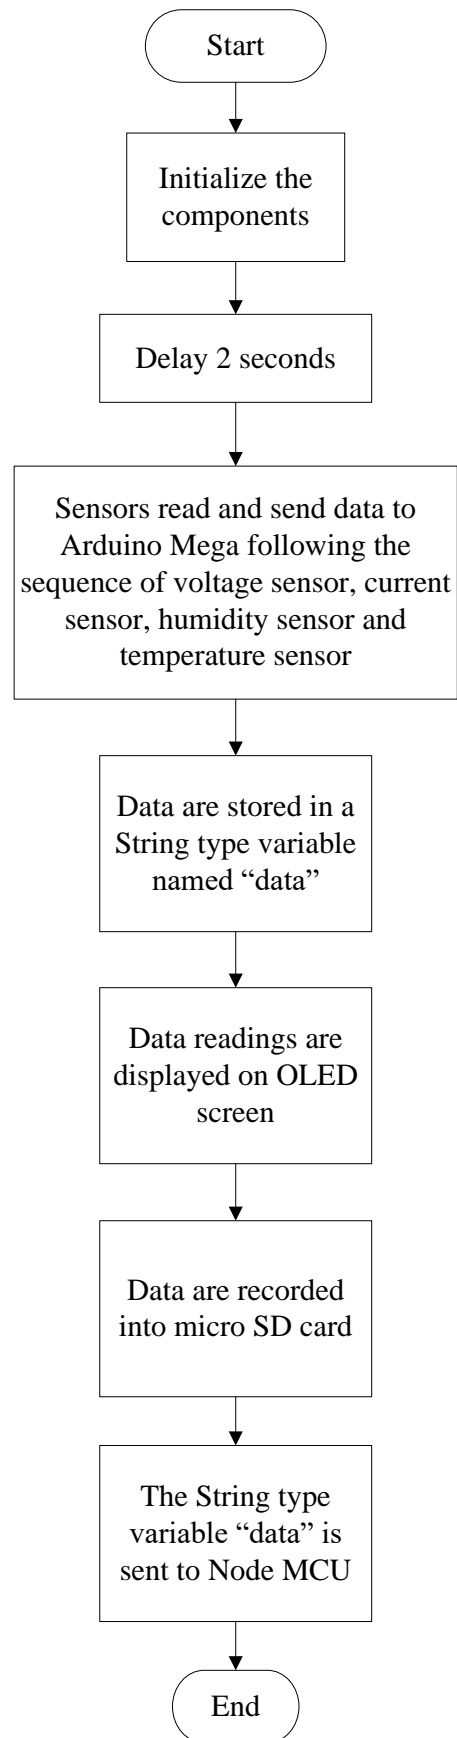 Start
Initialize the
components
Delay 2 seconds
Sensors read and send data to
Arduino Mega following the
sequence of voltage sensor, current
sensor, humidity sensor and
temperature sensor
Data are stored in a
String type variable
named “data”
Data readings are
displayed on OLED
screen
Data are recorded
into micro SD card
The String type
variable “data” is
sent to Node MCU
End